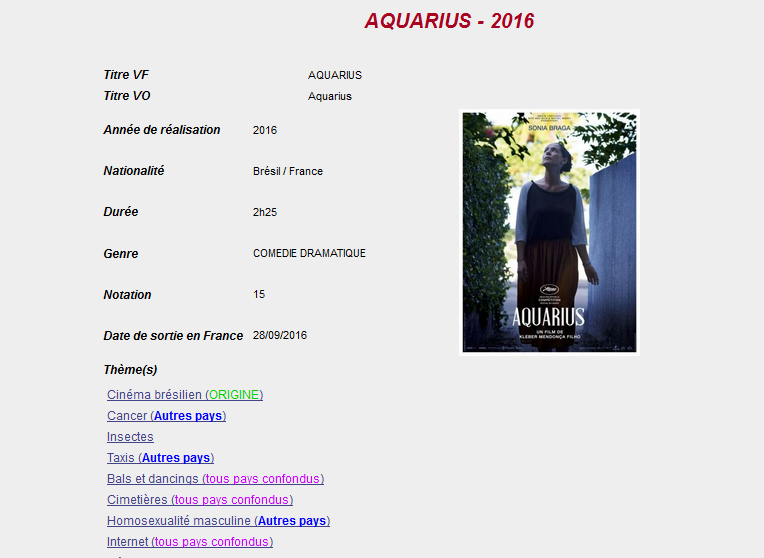 AQUARIUS - 2016
Titre VF AQUARIUS
Titre VO Aquarius
Année de réalisation 2016
Nationalité Brésil / France
Durée 2h25
Genre COMEDIE DRAMATIQUE
Notation 15
Date de sortie en France 28/09/2016
SONIA BRAGA
AQUARIUS
UN FILM DE
KLEBER MENDONÇA FILHO
Thème(s)
Cinéma brésilien (ORIGINE)
Cancer (Autres pays)
Insectes
Taxis (Autres pays)
Bals et dancings (tous pays confondus)
Cimetières (tous pays confondus)
Homosexualité masculine (Autres pays)
Internet (tous pays confondus)